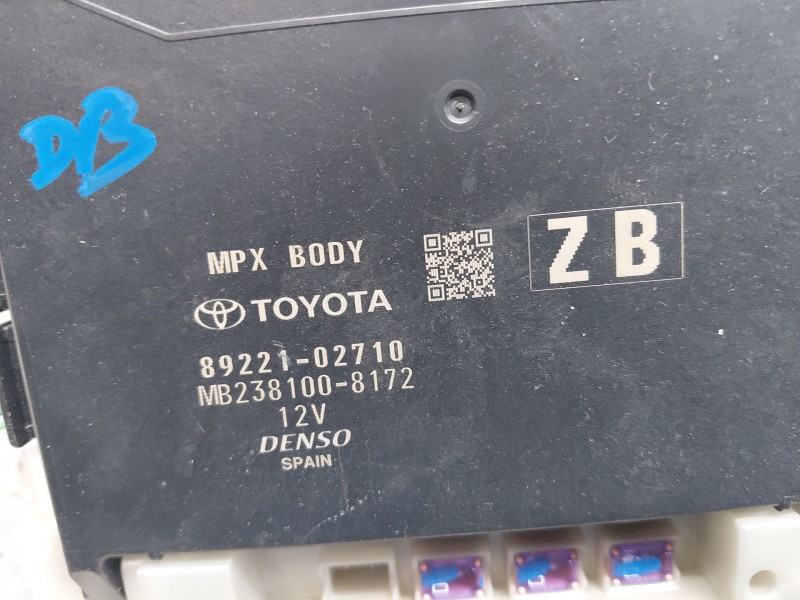 DB
MPX BODY
ZB
TOYOTA
89221-02710
MB238100-8172
12V
DENSO
SPAIN